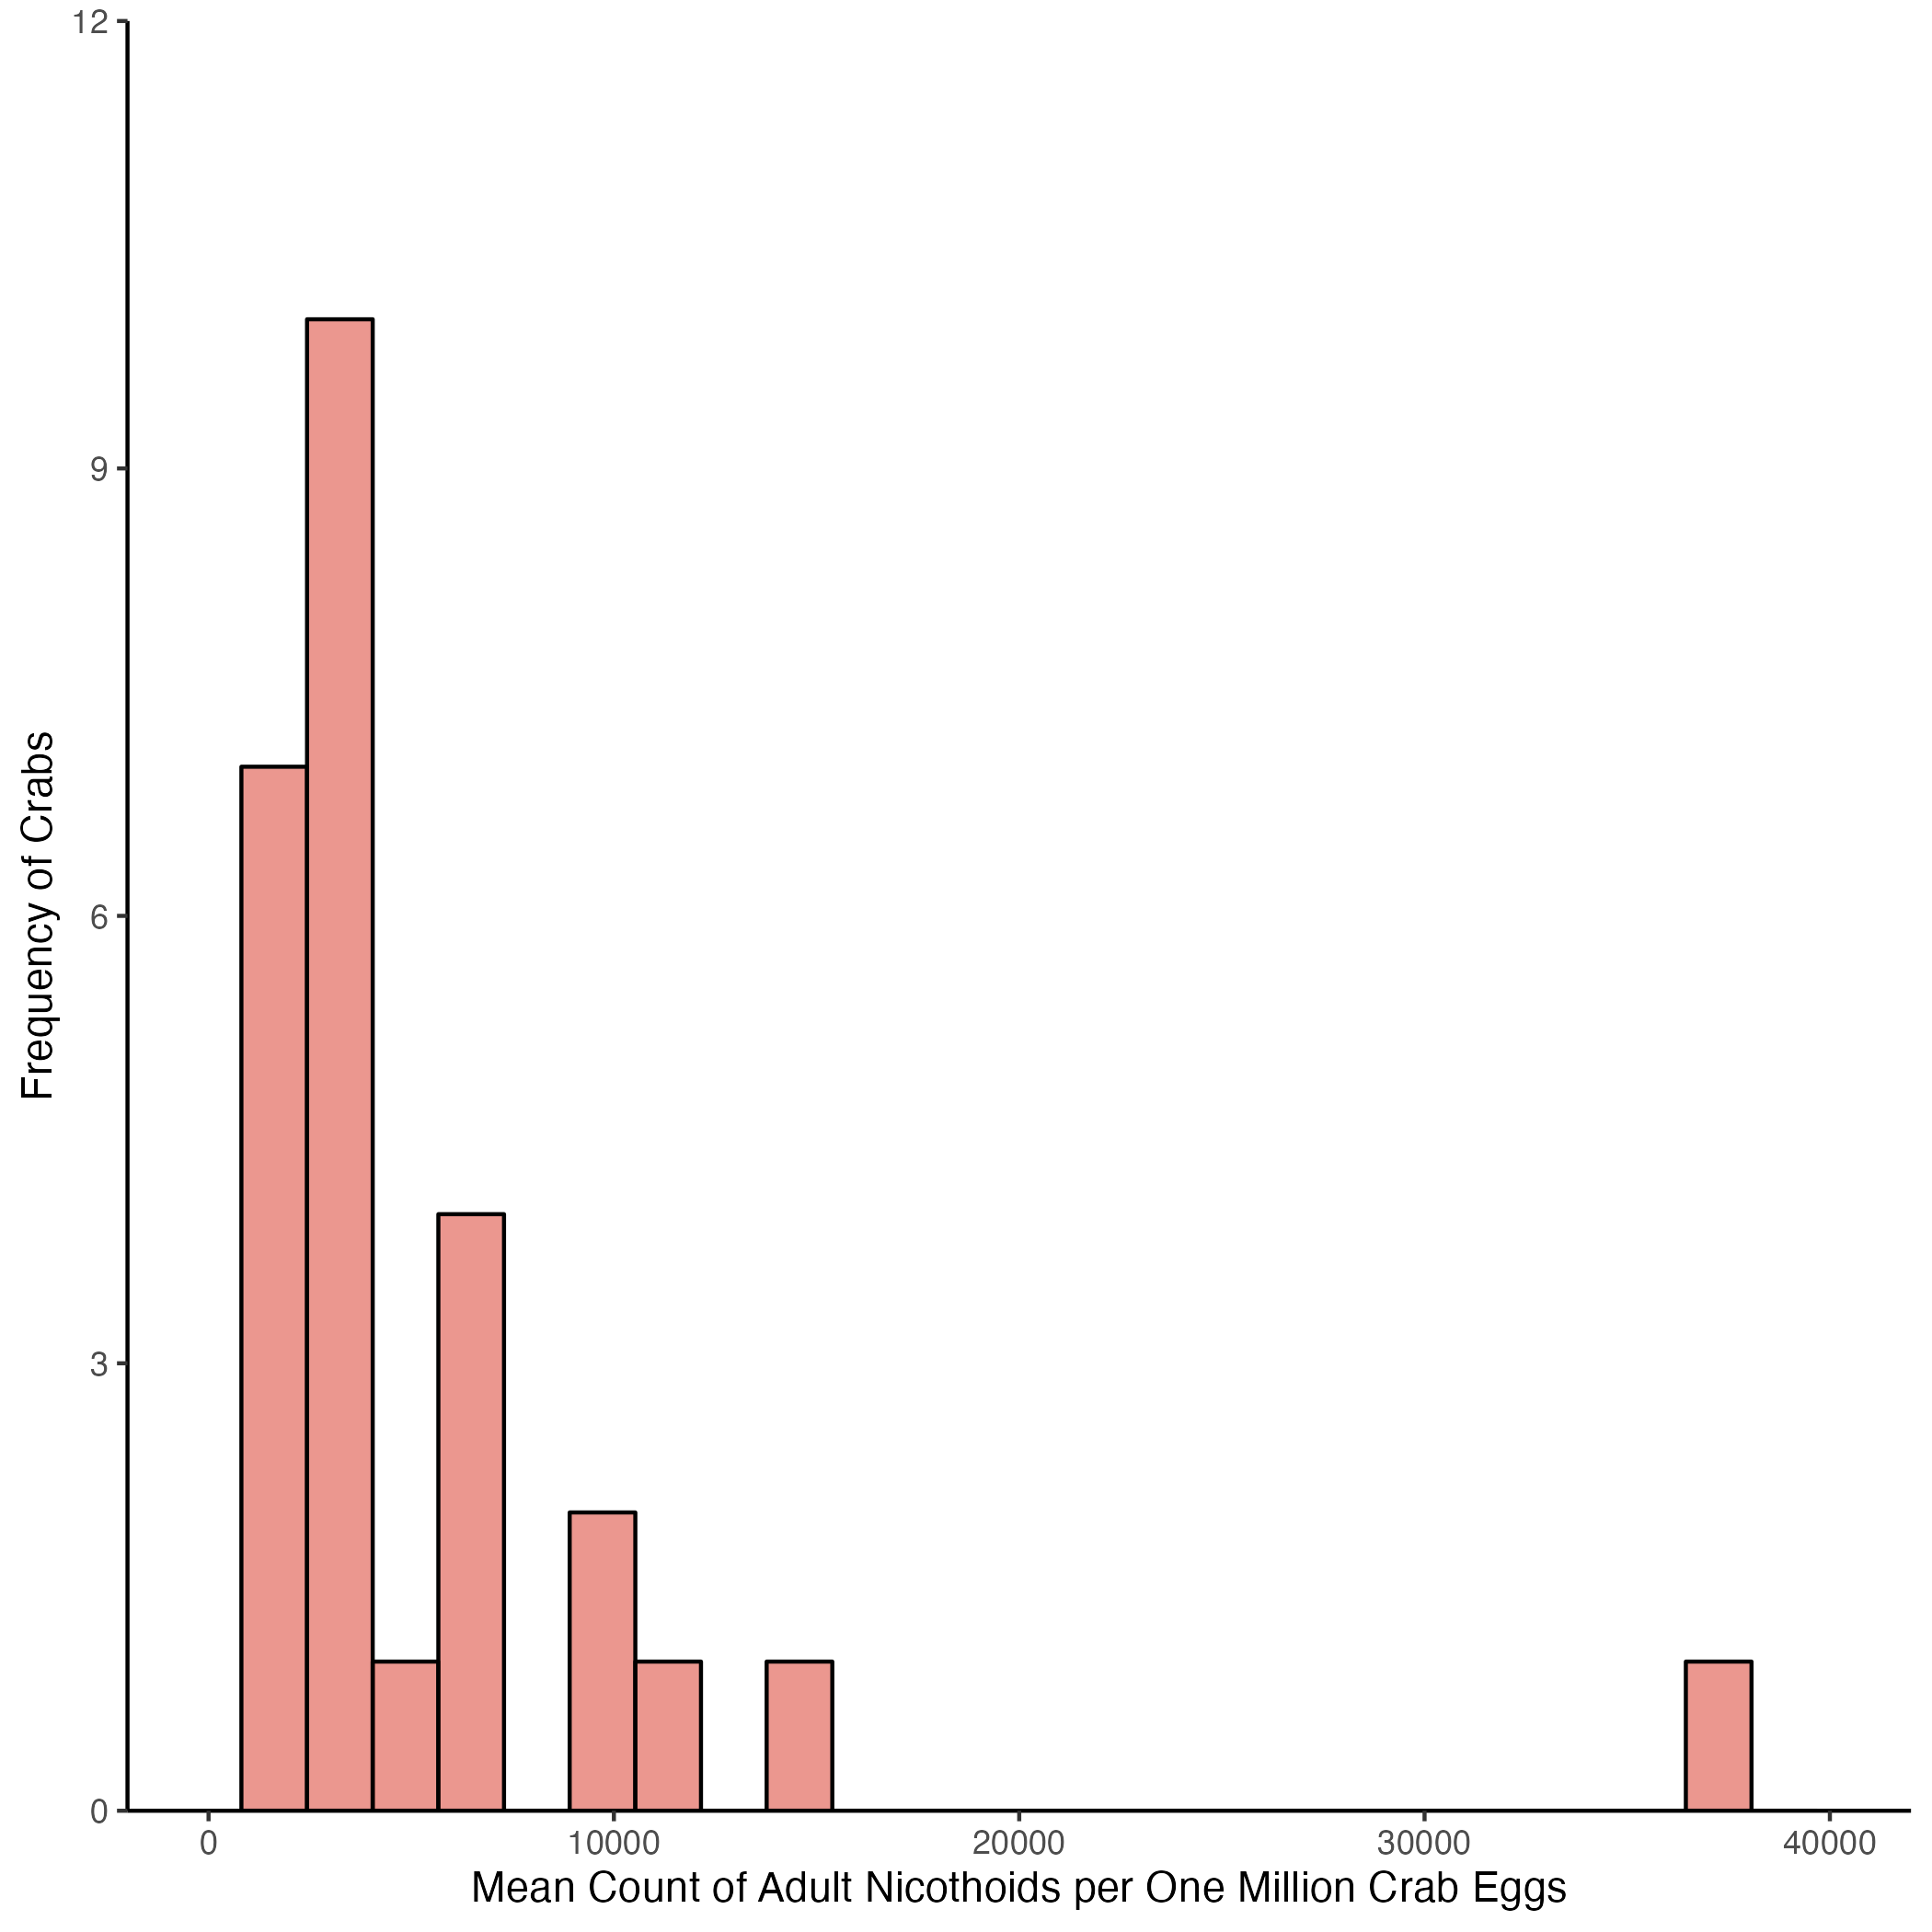 12
9
6
3
0
Frequency of Crabs
0 10000 20000 30000 40000
Mean Count of Adult Nicothoids per One Million Crab Eggs